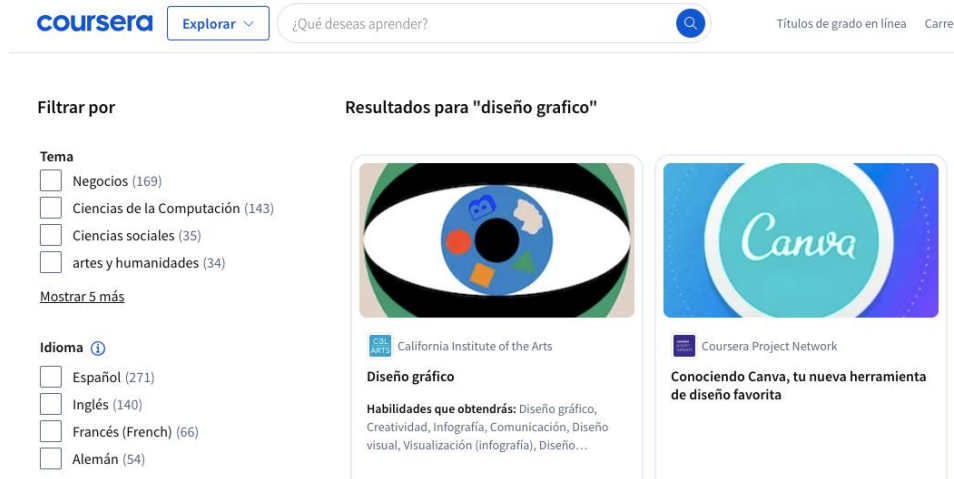 coursera
Explorar
¿Qué deseas aprender?
Títulos de grado en línea
Carre
Filtrar por
Tema
Negocios (169)
Ciencias de la Computación (143)
Ciencias sociales (35)
artes y humanidades (34)
Mostrar 5 más
Idioma
Español (271)
Inglés (140)
Francés (French) (66)
Alemán (54)
Resultados para "diseño grafico"
B
CAL
ARTS
California Institute of the Arts
Diseño gráfico
Habilidades que obtendrás: Diseño gráfico,
Creatividad, Infografía, Comunicación, Diseño
visual, Visualización (infografía), Diseño…
Canva
Coursera Project Network
Conociendo Canva, tu nueva herramienta
de diseño favorita